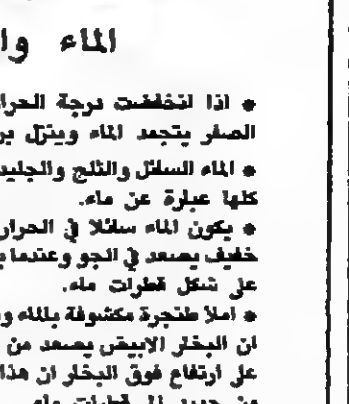 الماء وا
* اذا انخفضت درجة الحرار
الصفر يتجمد الماء وينزل بر
* الماء السائل والثلج والجليد
كلها عبارة عن ماء.
* يكون الماء سائلا في الحرار
خفيف يصعد في الجو وعندما ي
على شكل قطرات ماء.
* املأ طنجرة مكشوفة بالماء و
ان البخار الابيض يصعد من
على ارتفاع فوق البخار ان هذا
من جديد الى قطرات ماء